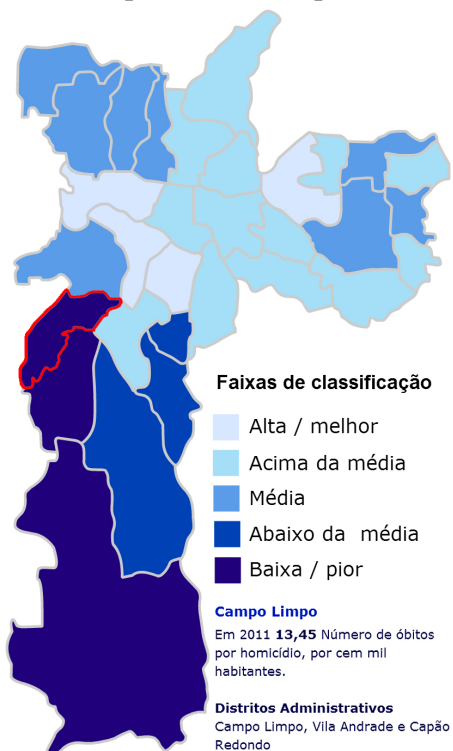 Faixas de classificação
Alta / melhor
Acima da média
Média
Abaixo da média
Baixa / pior
Campo Limpo
Em 2011 13,45 Número de óbitos
por homicídio, por cem mil
habitantes.
Distritos Administrativos
Campo Limpo, Vila Andrade e Capão
Redondo